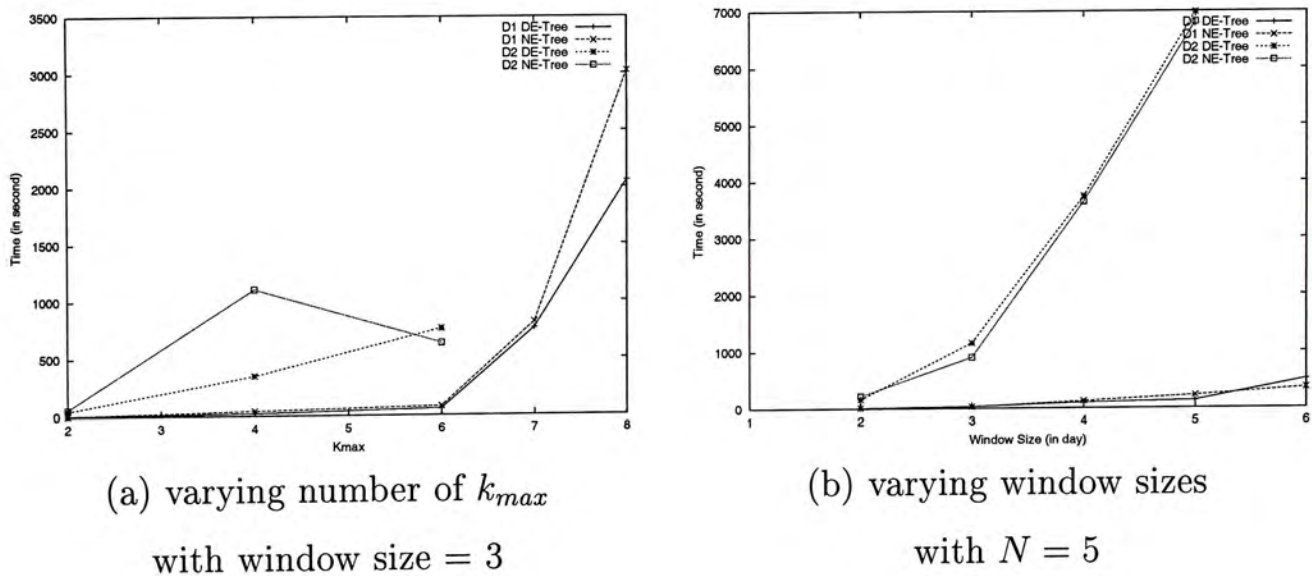 3500
3000
2500
2000
1500
1000
500
0
Time (in second)
2 3 4 5 6 7 8
Kmax
D1 DE-Tree
D1 NE-Tree
D2 DE-Tree
D2 NE-Tree
(a) varying number of k_max
with window size = 3
7000
6000
5000
4000
3000
2000
1000
0
Time (in second)
1 2 3 4 5 6
Window Size (in day)
D1 DE-Tree
D1 NE-Tree
D2 DE-Tree
D2 NE-Tree
(b) varying window sizes
with N = 5